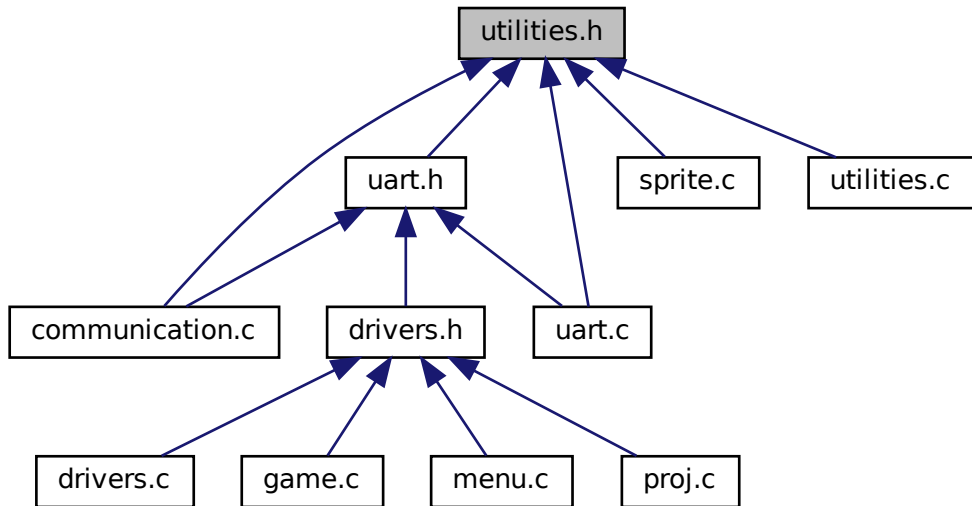 utilities.h
uart.h
sprite.c
utilities.c
communication.c
drivers.h
uart.c
drivers.c
game.c
menu.c
proj.c